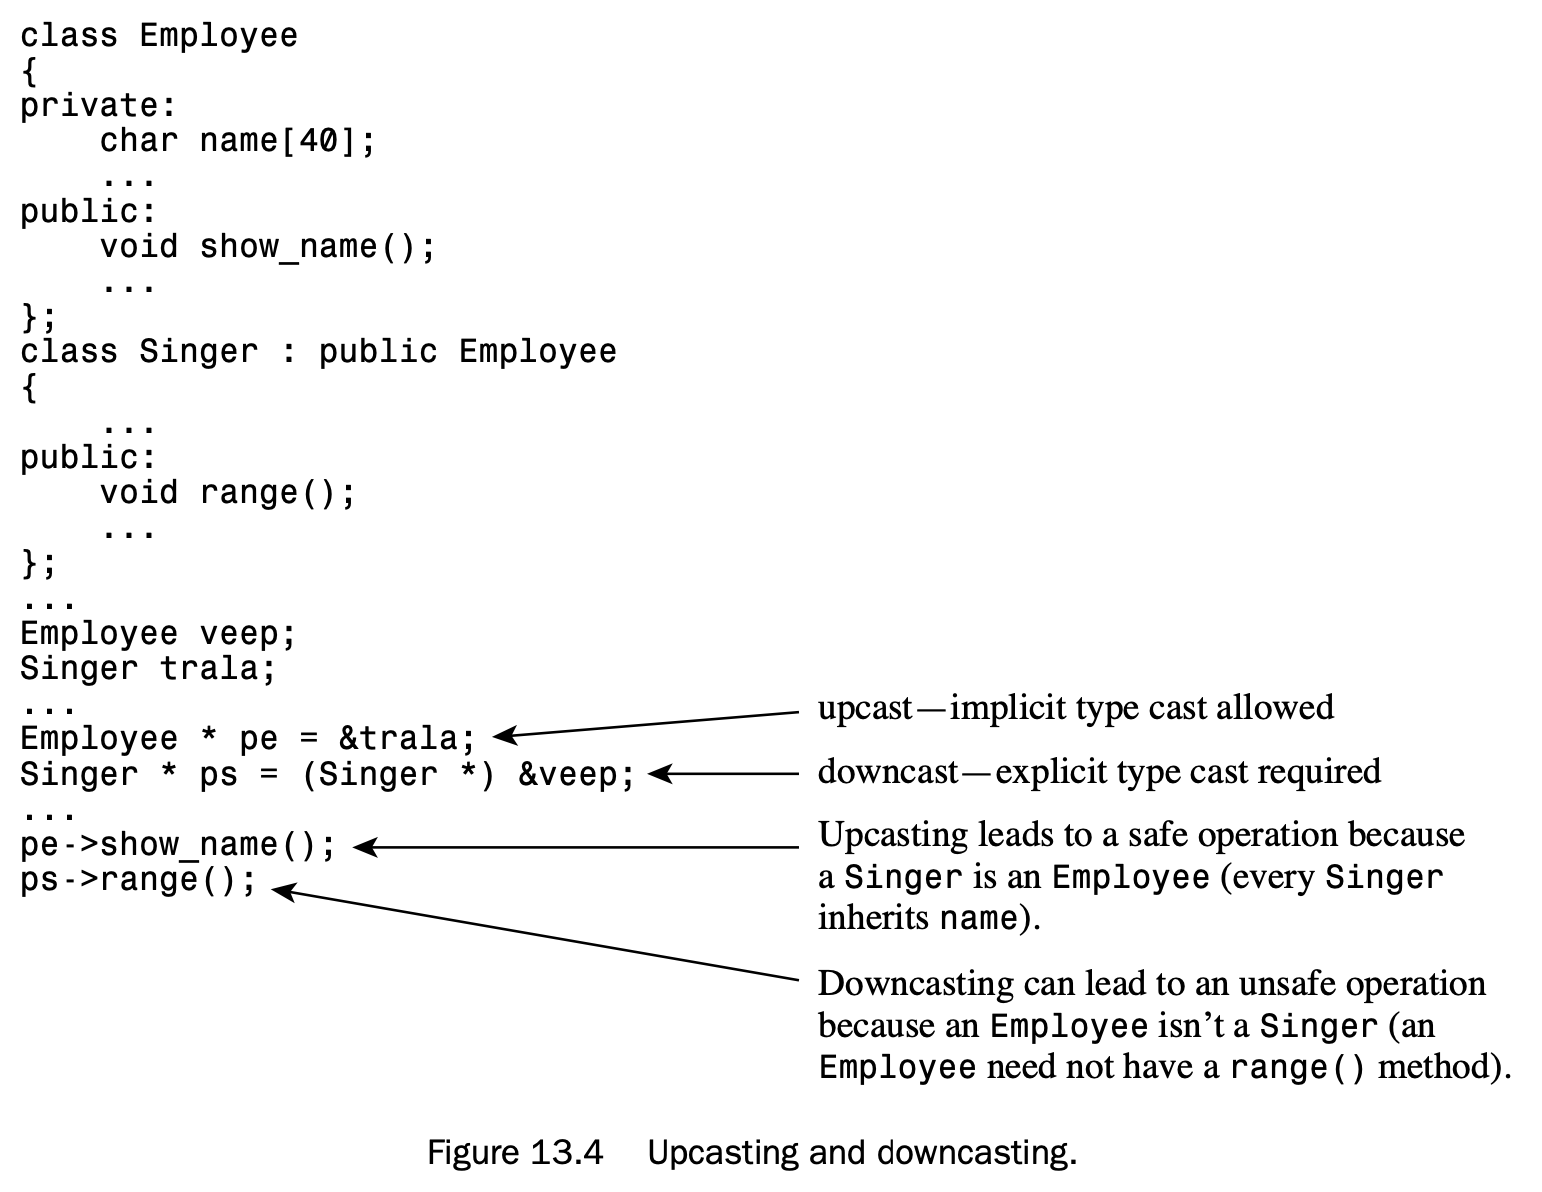 class Employee
{
private:
    char name[40];
    ...
public:
    void show_name();
    ...
};
class Singer : public Employee
{
    ...
public:
    void range();
    ...
};
...
Employee veep;
Singer trala;
...
Employee * pe = &trala;
Singer * ps = (Singer *) &veep;
...
pe->show_name();
ps->range();
upcast—implicit type cast allowed
downcast—explicit type cast required
Upcasting leads to a safe operation because
a Singer is an Employee (every Singer
inherits name).
Downcasting can lead to an unsafe operation
because an Employee isn’t a Singer (an
Employee need not have a range() method).
Figure 13.4 Upcasting and downcasting.